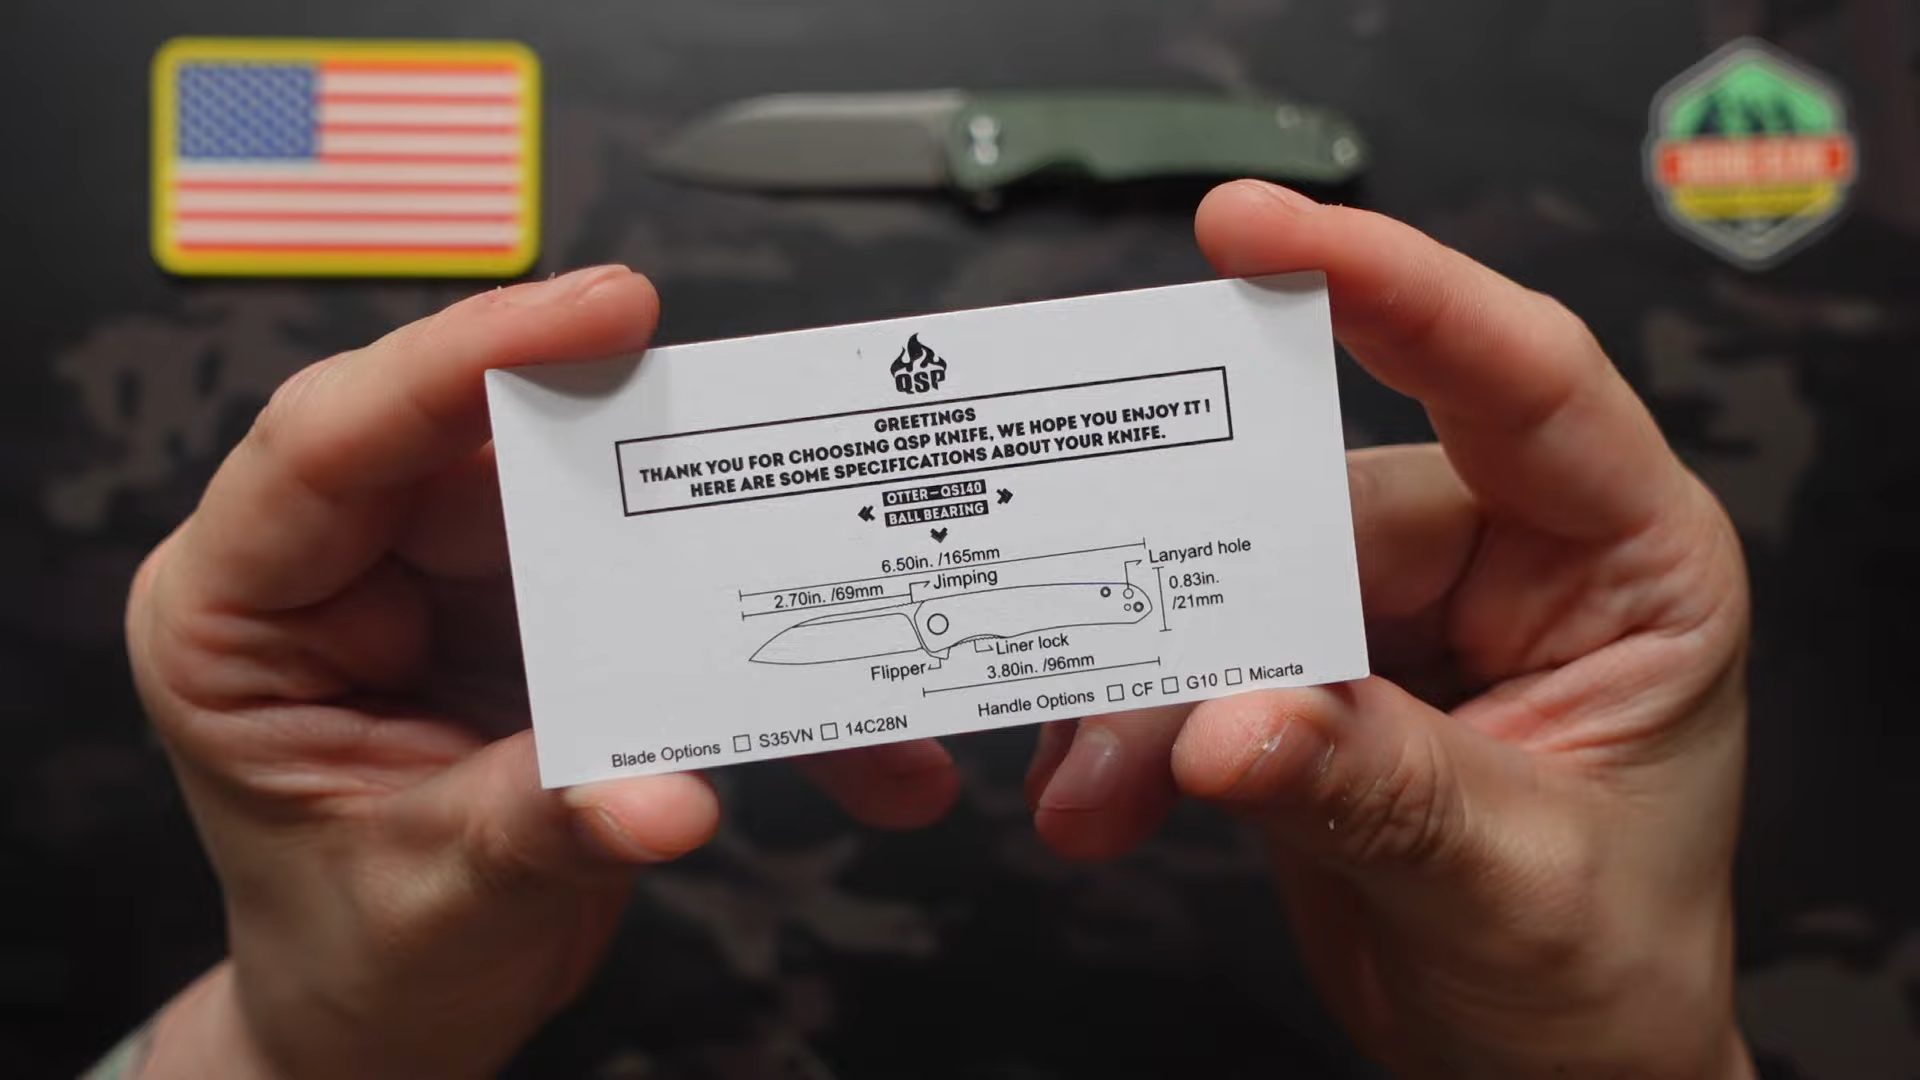 QSP
GREETINGS
THANK YOU FOR CHOOSING QSP KNIFE, WE HOPE YOU ENJOY IT !
HERE ARE SOME SPECIFICATIONS ABOUT YOUR KNIFE.
OTTER-QS140
BALL BEARING
6.50in. /165mm
Lanyard hole
2.70in. /69mm
Jimping
0.83in.
/21mm
Liner lock
Flipper
3.80in. /96mm
Blade Options □ S35VN □ 14C28N
Handle Options □ CF □ G10 □ Micarta